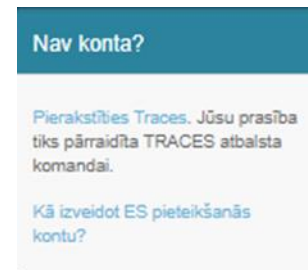 Nav konta?
Pierakstīties Traces. Jūsu prasība
tiks pārraidīta TRACES atbalsta
komandai.
Kā izveidot ES pieteikšanās
kontu?